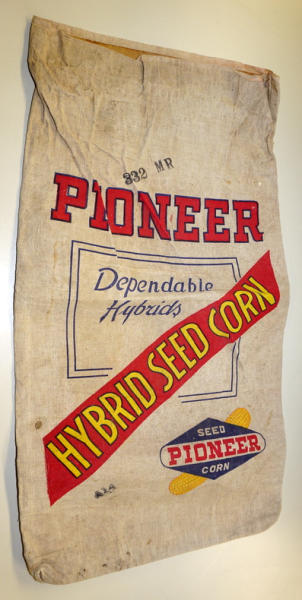 332 MR
PIONEER
Dependable
Hybrids
HYBRID SEED CORN
SEED
PIONEER
CORN